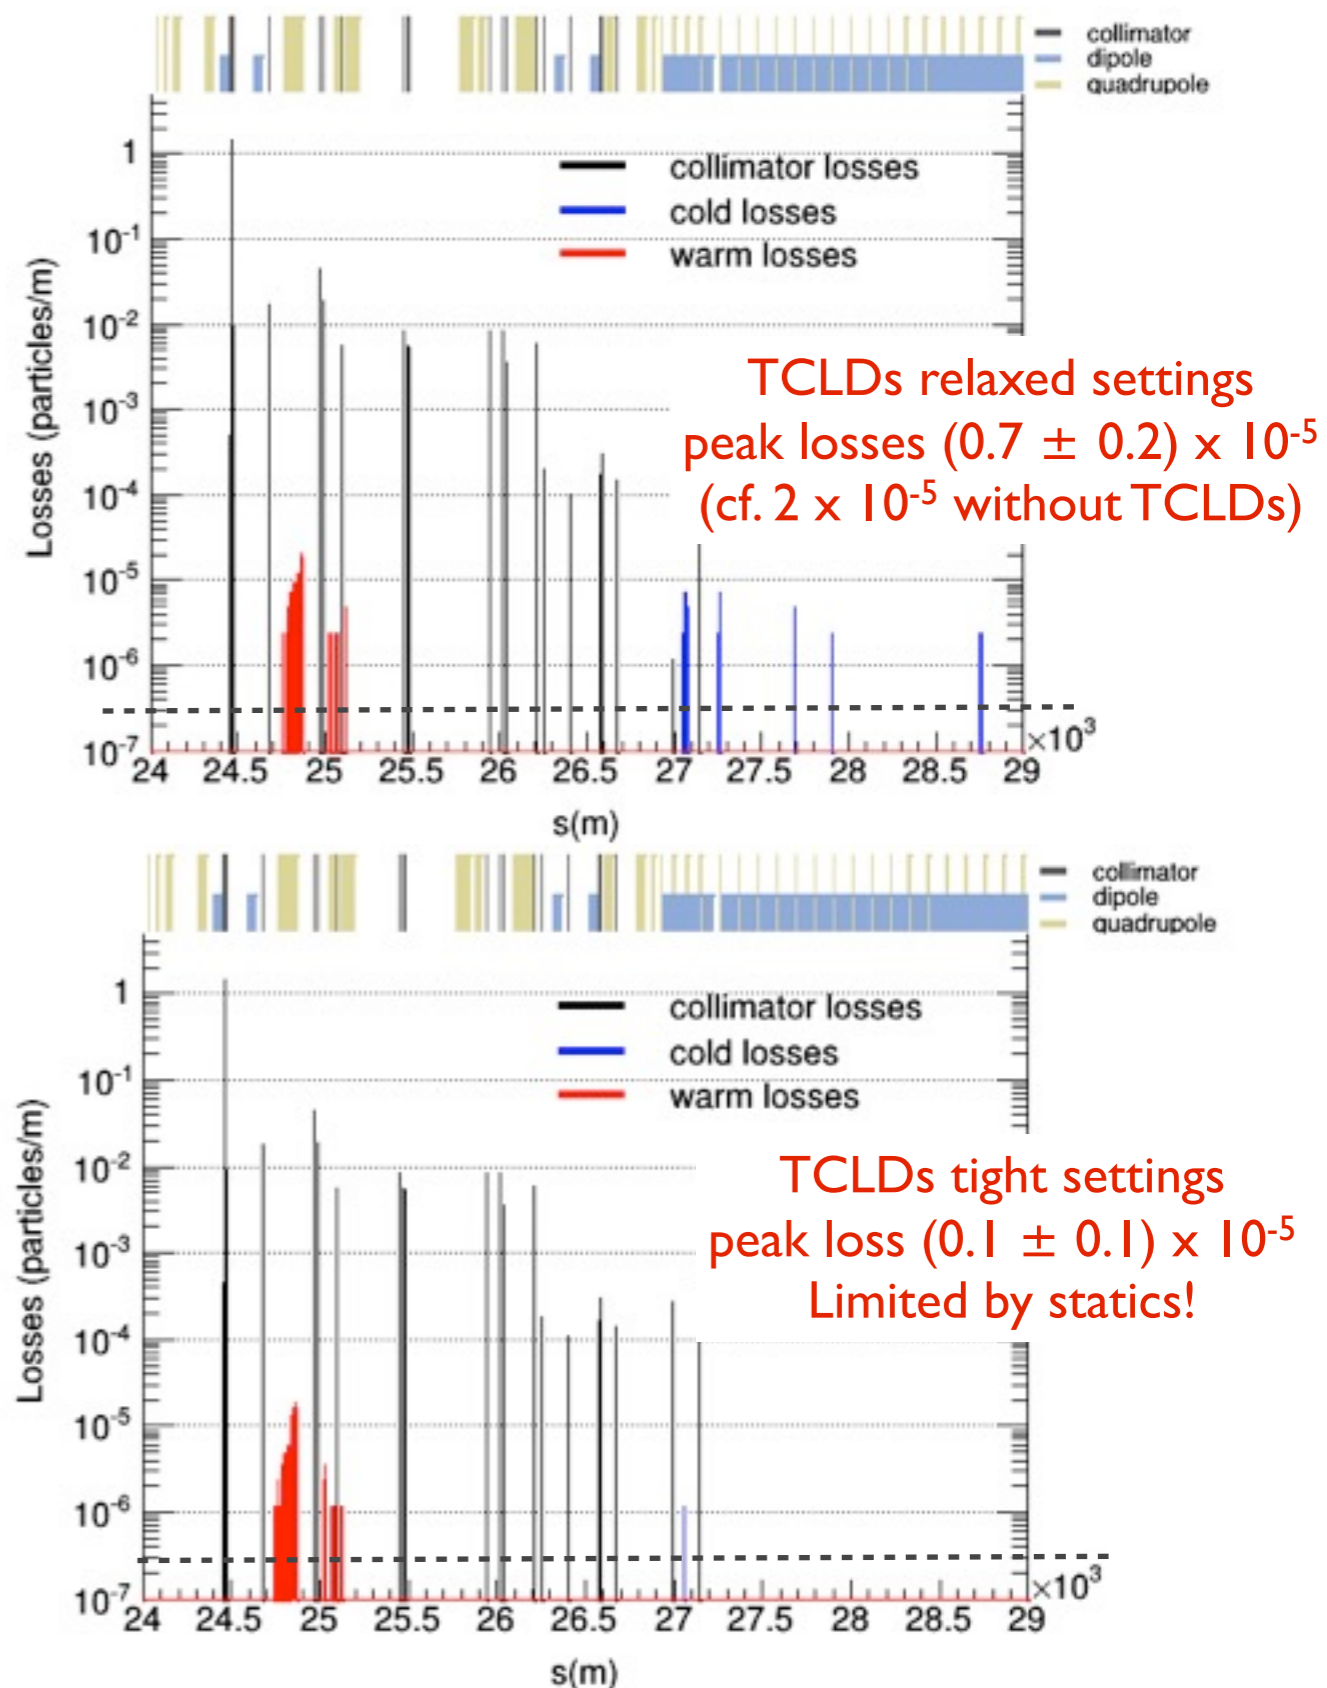 collimator
dipole
quadrupole
1
10-1
10-2
10-3
10-4
10-5
10-6
10-7
Losses (particles/m)
collimator losses
cold losses
warm losses
TCLDs relaxed settings
peak losses (0.7 ± 0.2) x 10-5
(cf. 2 x 10-5 without TCLDs)
24 24.5 25 25.5 26 26.5 27 27.5 28 28.5 29
×103
s(m)
collimator
dipole
quadrupole
1
10-1
10-2
10-3
10-4
10-5
10-6
10-7
Losses (particles/m)
collimator losses
cold losses
warm losses
TCLDs tight settings
peak loss (0.1 ± 0.1) x 10-5
Limited by statics!
24 24.5 25 25.5 26 26.5 27 27.5 28 28.5 29
×103
s(m)